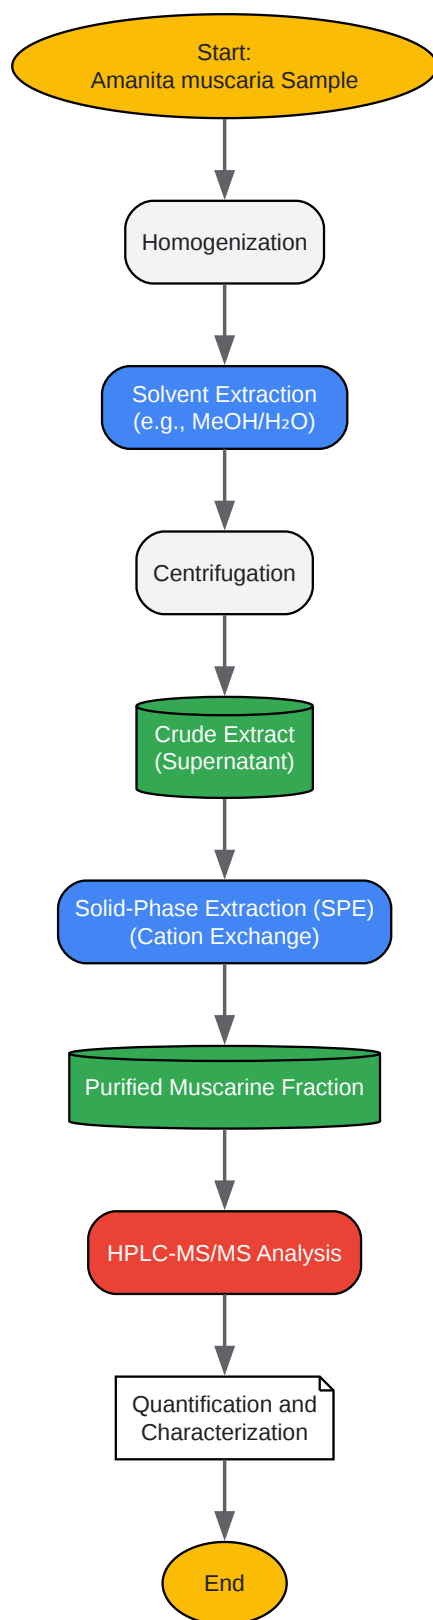 Start:
Amanita muscaria Sample
Homogenization
Solvent Extraction
(e.g., MeOH/H₂O)
Centrifugation
Crude Extract
(Supernatant)
Solid-Phase Extraction (SPE)
(Cation Exchange)
Purified Muscarine Fraction
HPLC-MS/MS Analysis
Quantification and
Characterization
End